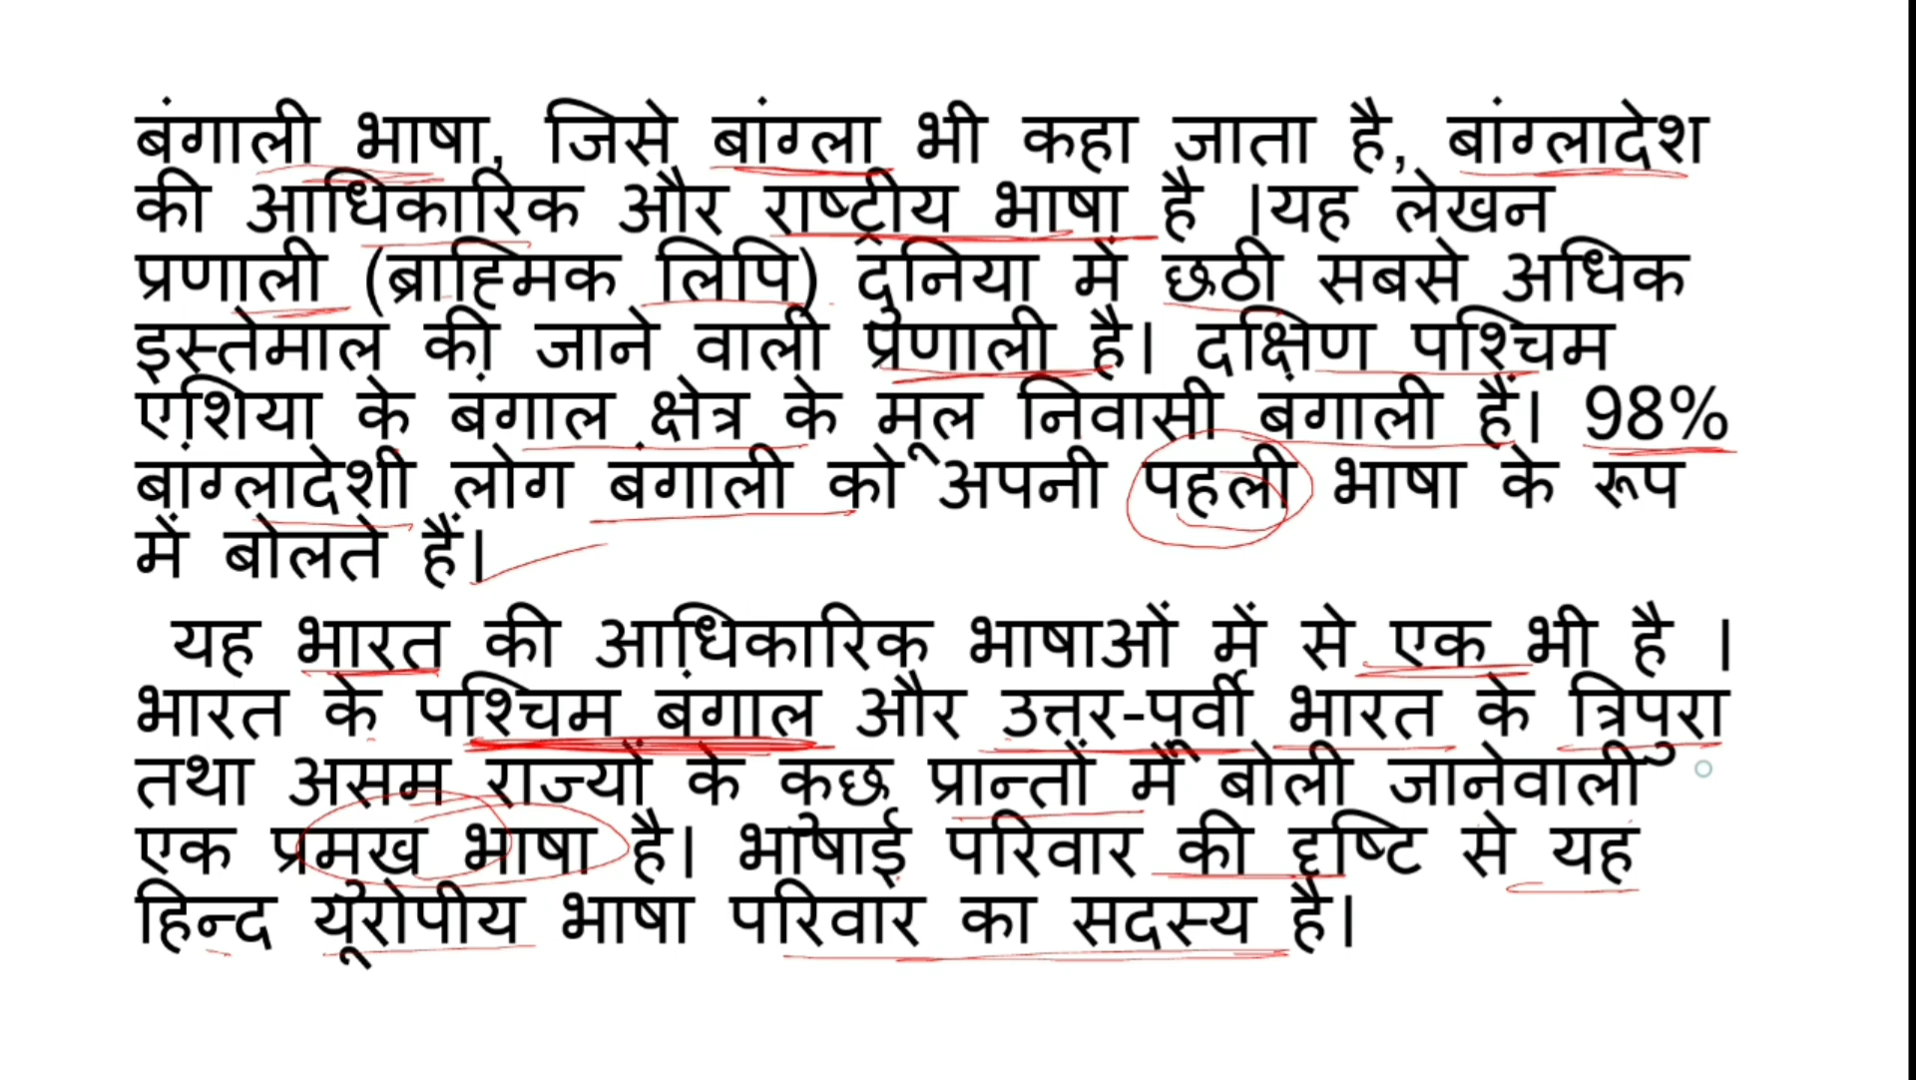 बंगाली भाषा, जिसे बांग्ला भी कहा जाता है, बांग्लादेश
की आधिकारिक और राष्ट्रीय भाषा है ।यह लेखन
प्रणाली (ब्राह्मिक लिपि) दुनिया में छठी सबसे अधिक
इस्तेमाल की जाने वाली प्रणाली है। दक्षिण पश्चिम
एशिया के बंगाल क्षेत्र के मूल निवासी बंगाली हैं। 98%
बांग्लादेशी लोग बंगाली को अपनी पहली भाषा के रूप
में बोलते हैं।
यह भारत की आधिकारिक भाषाओं में से एक भी है ।
भारत के पश्चिम बंगाल और उत्तर-पूर्वी भारत के त्रिपुरा
तथा असम राज्यों के कुछ प्रान्तों में बोली जानेवाली
एक प्रमुख भाषा है। भाषाई परिवार की दृष्टि से यह
हिन्द यूरोपीय भाषा परिवार का सदस्य है।